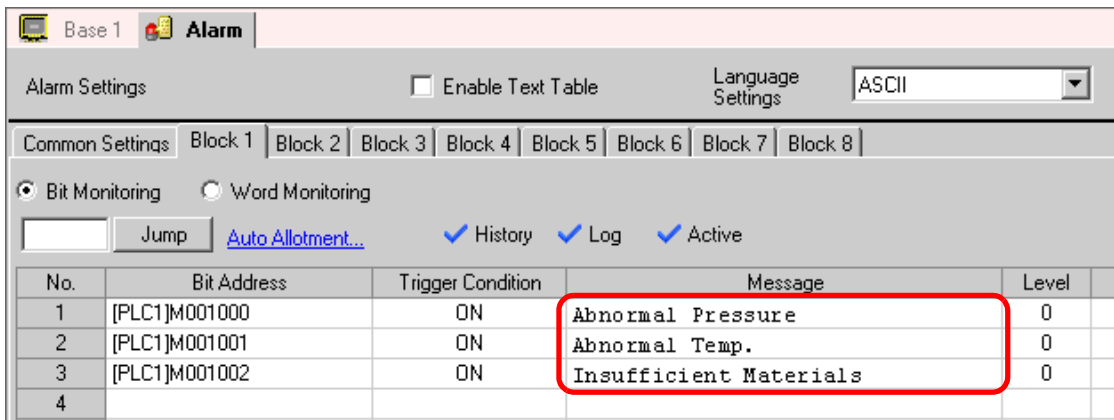 Base 1 Alarm
Alarm Settings Enable Text Table Language Settings ASCII
Common Settings Block 1 Block 2 Block 3 Block 4 Block 5 Block 6 Block 7 Block 8
Bit Monitoring Word Monitoring
Jump Auto Allotment... History Log Active
No. Bit Address Trigger Condition Message Level
1 [PLC1]M001000 ON Abnormal Pressure 0
2 [PLC1]M001001 ON Abnormal Temp. 0
3 [PLC1]M001002 ON Insufficient Materials 0
4